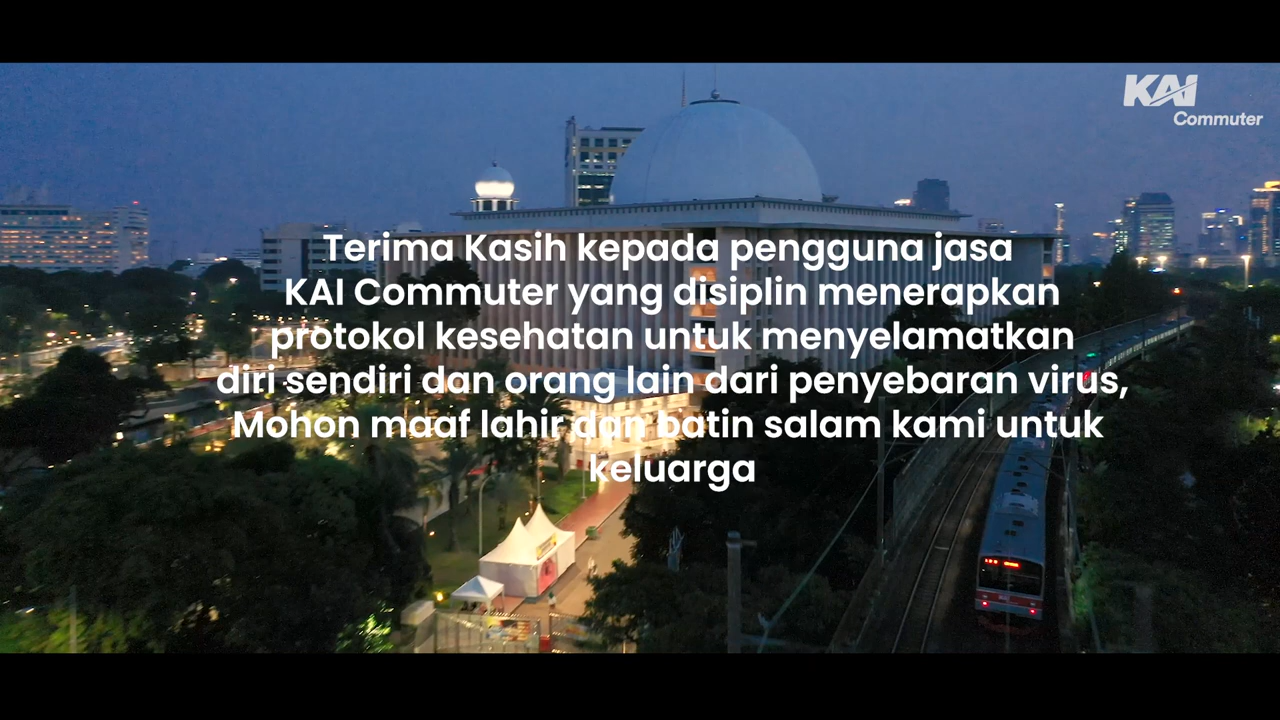 KAI
Commuter
Terima Kasih kepada pengguna jasa
KAI Commuter yang disiplin menerapkan
protokol kesehatan untuk menyelamatkan
diri sendiri dan orang lain dari penyebaran virus,
Mohon maaf lahir dan batin salam kami untuk
keluarga